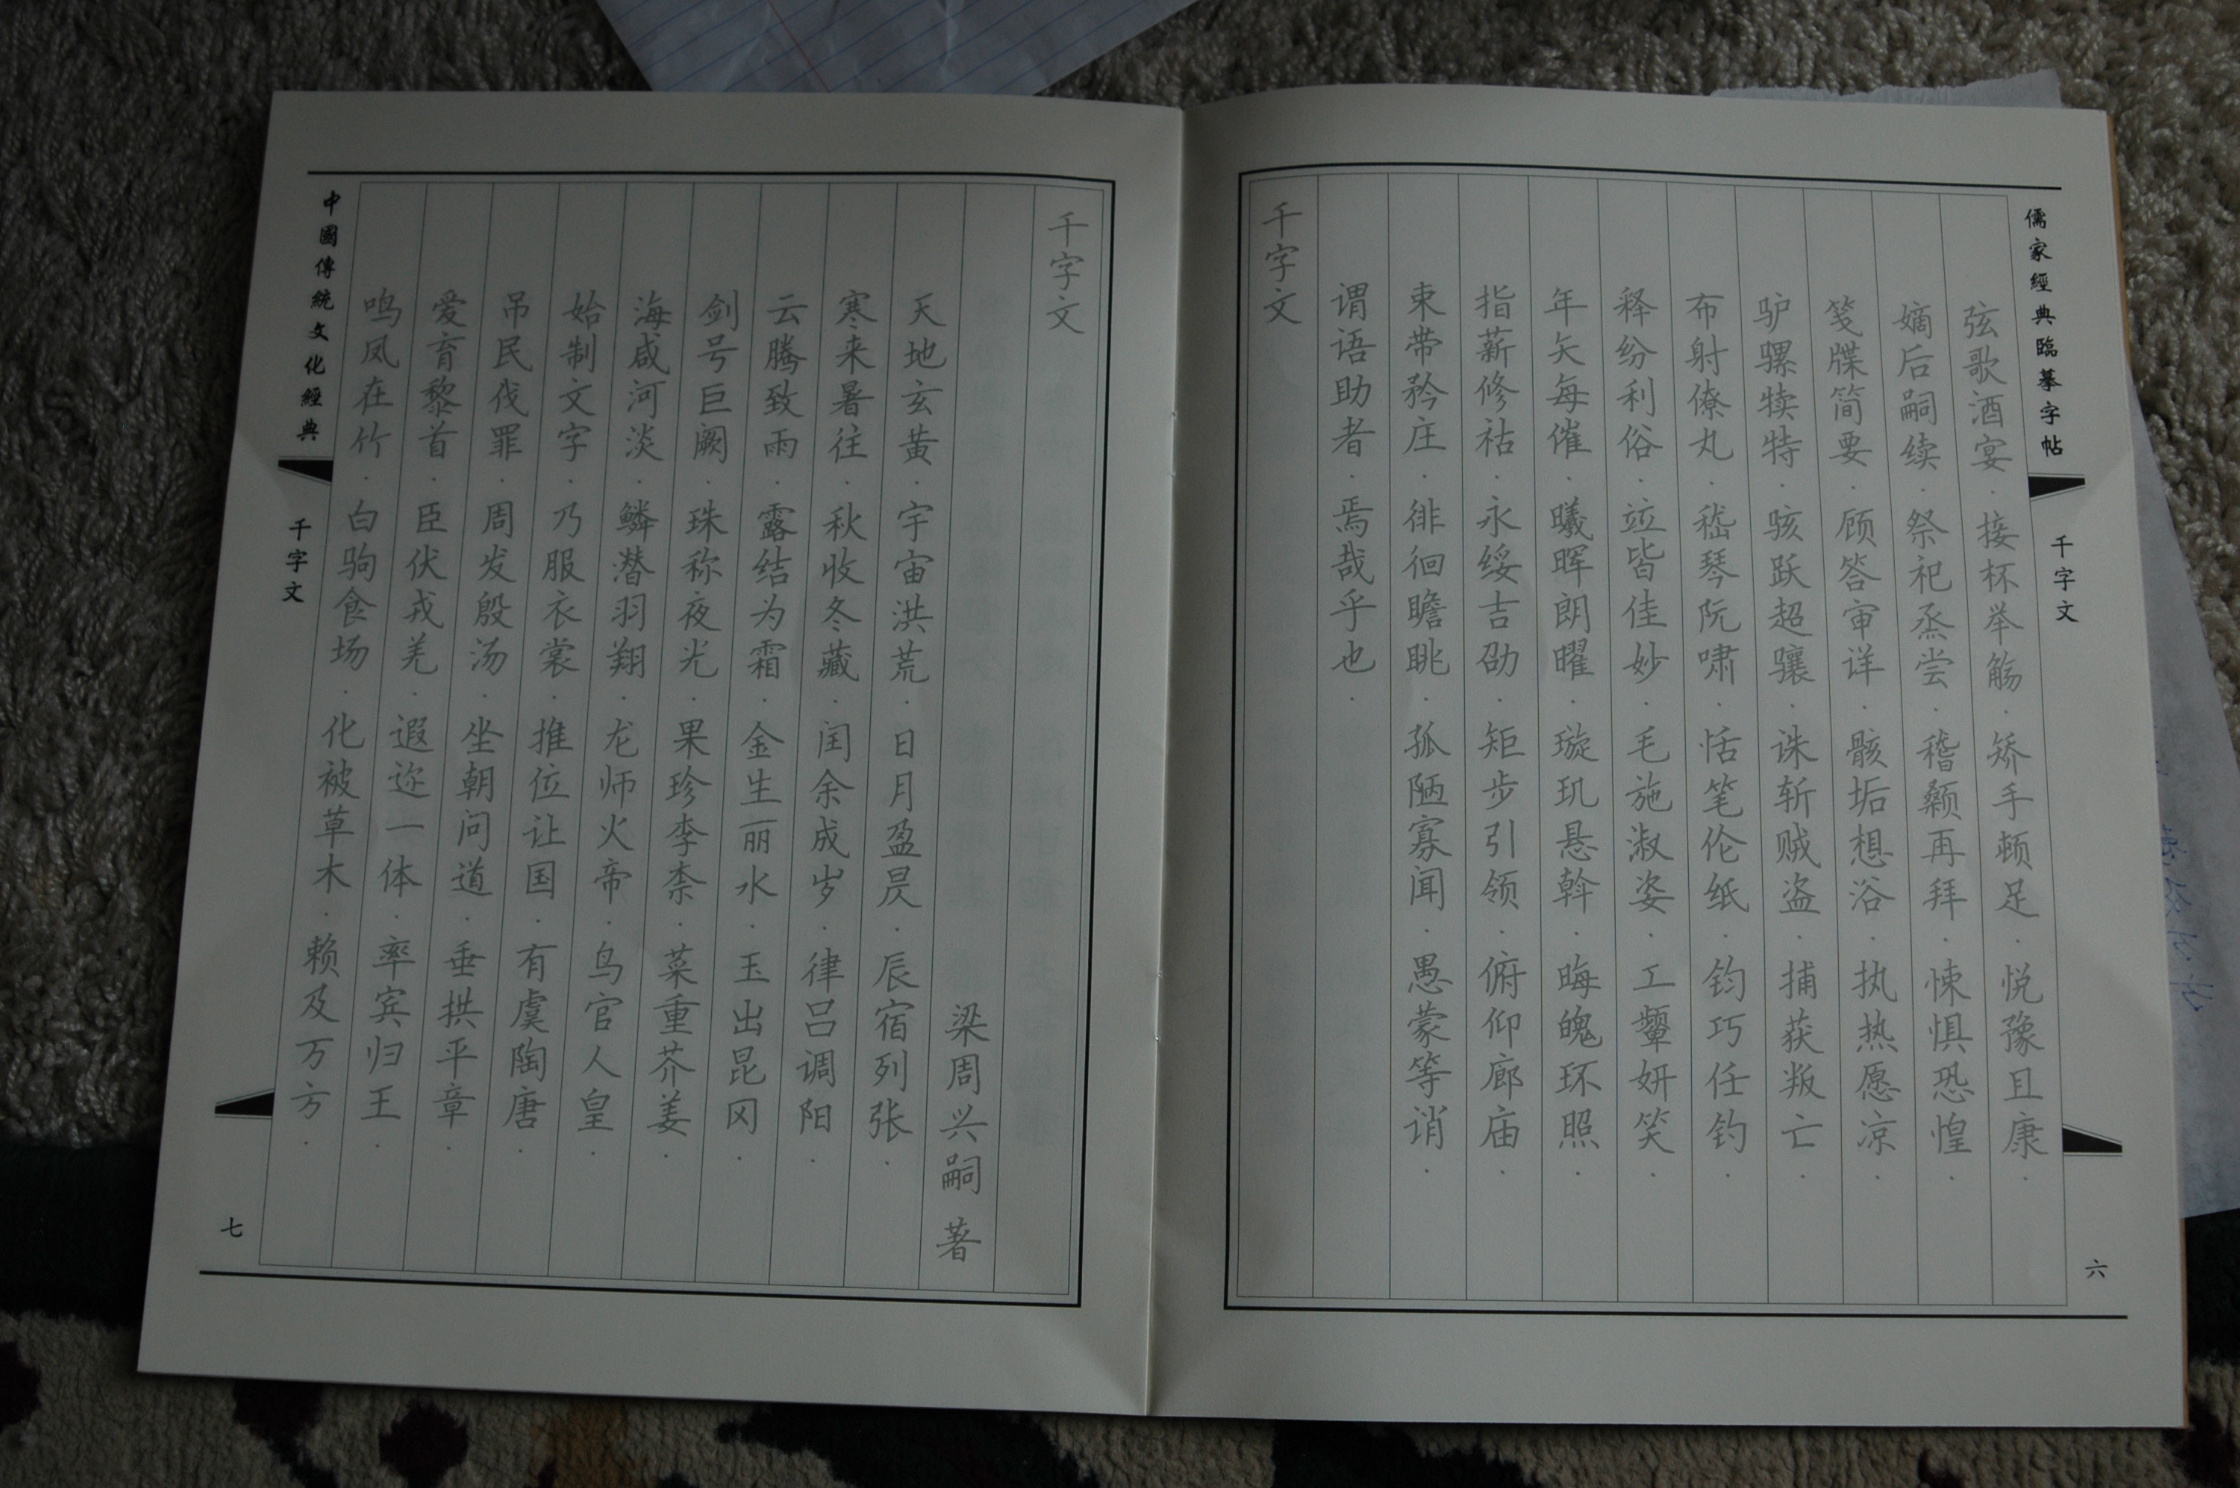 儒家經典臨摹字帖
千字文
六
弦歌酒宴·接杯举觞·矫手顿足·悦豫且康·
嫡后嗣续·祭祀烝尝·稽颡再拜·悚惧恐惶·
笺牒简要·顾答审详·骸垢想浴·执热愿凉·
驴骡犊特·骇跃超骧·诛斩贼盗·捕获叛亡·
布射僚丸·嵇琴阮啸·恬笔伦纸·钧巧任钓·
释纷利俗·竝皆佳妙·毛施淑姿·工颦妍笑·
年矢每催·曦晖朗曜·璇玑悬斡·晦魄环照·
指薪修祜·永绥吉劭·矩步引领·俯仰廊庙·
束带矜庄·徘徊瞻眺·孤陋寡闻·愚蒙等诮·
谓语助者·焉哉乎也·
千字文
千字文
梁周兴嗣 著
天地玄黄·宇宙洪荒·日月盈昃·辰宿列张·
寒来暑往·秋收冬藏·闰余成岁·律吕调阳·
云腾致雨·露结为霜·金生丽水·玉出昆冈·
剑号巨阙·珠称夜光·果珍李柰·菜重芥姜·
海咸河淡·鳞潜羽翔·龙师火帝·鸟官人皇·
始制文字·乃服衣裳·推位让国·有虞陶唐·
吊民伐罪·周发殷汤·坐朝问道·垂拱平章·
爱育黎首·臣伏戎羌·遐迩一体·率宾归王·
鸣凤在竹·白驹食场·化被草木·赖及万方·
中國傳統文化經典
千字文
七